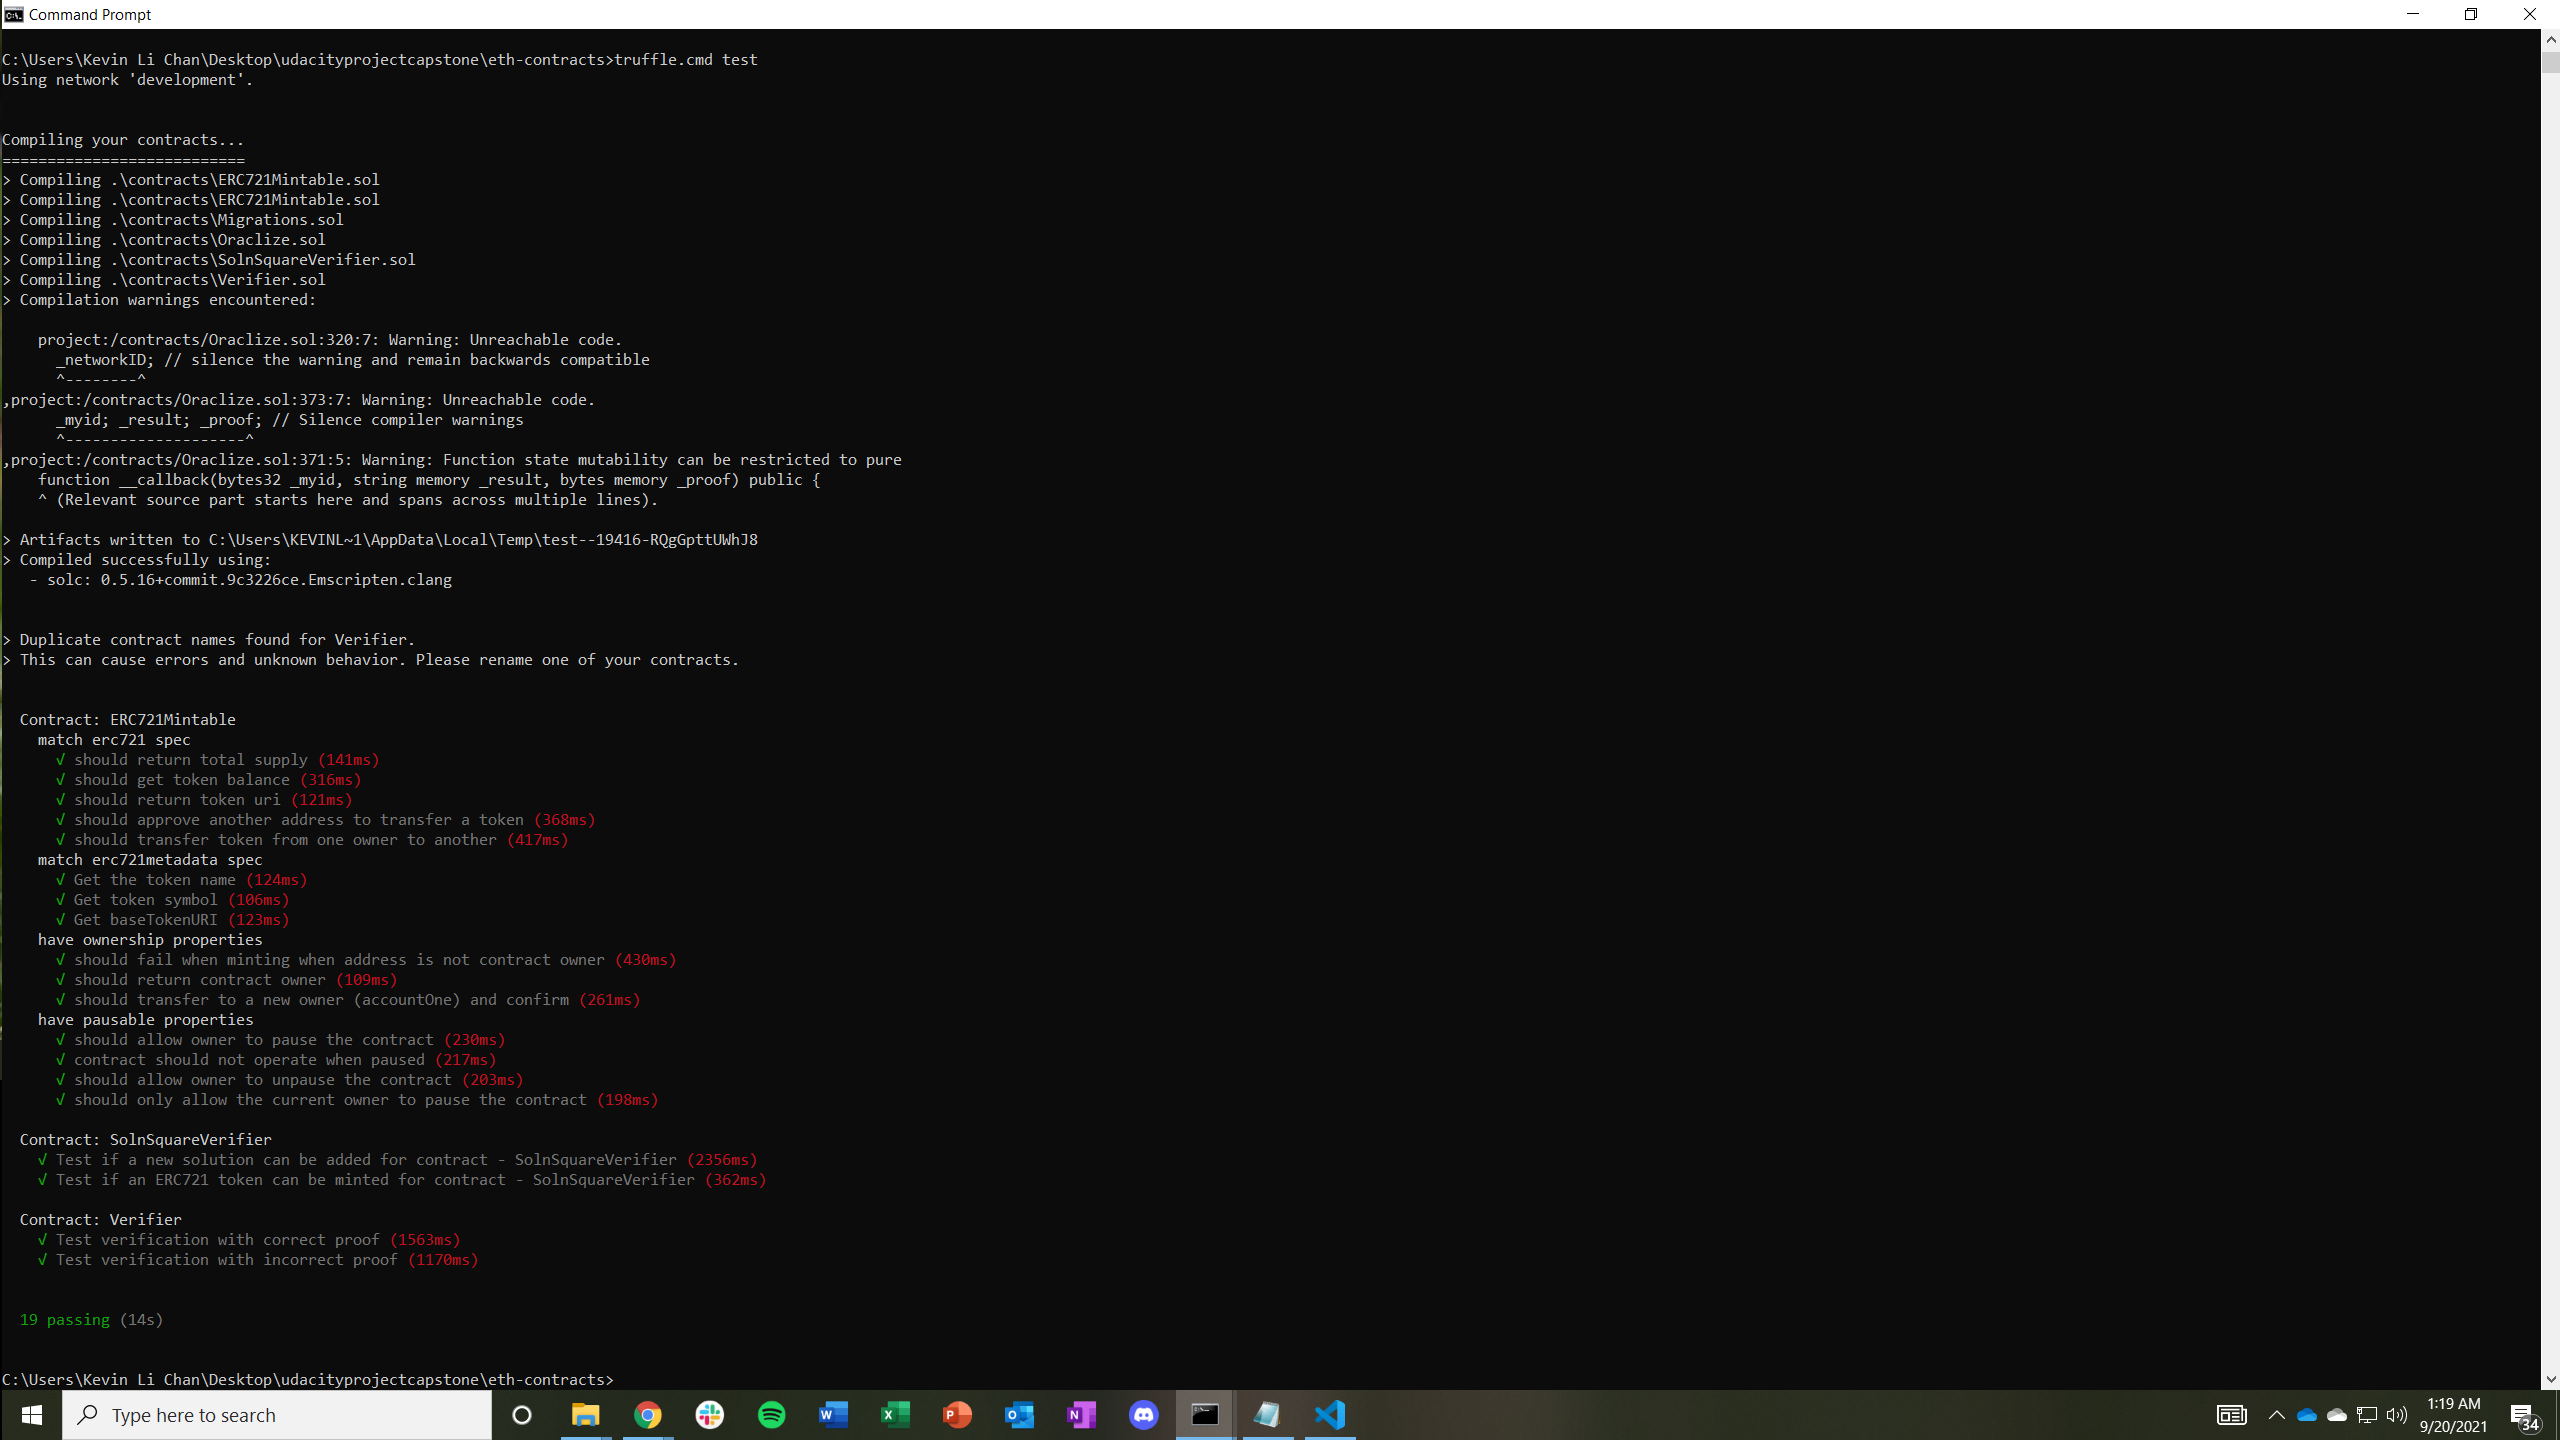 Command Prompt
C:\Users\Kevin Li Chan\Desktop\udacityprojectcapstone\eth-contracts>truffle.cmd test
Using network 'development'.
Compiling your contracts...
===========================
> Compiling .\contracts\ERC721Mintable.sol
> Compiling .\contracts\ERC721Mintable.sol
> Compiling .\contracts\Migrations.sol
> Compiling .\contracts\Oraclize.sol
> Compiling .\contracts\SolnSquareVerifier.sol
> Compiling .\contracts\Verifier.sol
> Compilation warnings encountered:
project:/contracts/Oraclize.sol:320:7: Warning: Unreachable code.
_networkID; // silence the warning and remain backwards compatible
^--------^
,project:/contracts/Oraclize.sol:373:7: Warning: Unreachable code.
_myid; _result; _proof; // Silence compiler warnings
^--------------------^
,project:/contracts/Oraclize.sol:371:5: Warning: Function state mutability can be restricted to pure
function __callback(bytes32 _myid, string memory _result, bytes memory _proof) public {
^ (Relevant source part starts here and spans across multiple lines).
> Artifacts written to C:\Users\KEVINL~1\AppData\Local\Temp\test--19416-RQgGpttUWhJ8
> Compiled successfully using:
- solc: 0.5.16+commit.9c3226ce.Emscripten.clang
> Duplicate contract names found for Verifier.
> This can cause errors and unknown behavior. Please rename one of your contracts.
Contract: ERC721Mintable
match erc721 spec
√ should return total supply (141ms)
√ should get token balance (316ms)
√ should return token uri (121ms)
√ should approve another address to transfer a token (368ms)
√ should transfer token from one owner to another (417ms)
match erc721metadata spec
√ Get the token name (124ms)
√ Get token symbol (106ms)
√ Get baseTokenURI (123ms)
have ownership properties
√ should fail when minting when address is not contract owner (430ms)
√ should return contract owner (109ms)
√ should transfer to a new owner (accountOne) and confirm (261ms)
have pausable properties
√ should allow owner to pause the contract (230ms)
√ contract should not operate when paused (217ms)
√ should allow owner to unpause the contract (203ms)
√ should only allow the current owner to pause the contract (198ms)
Contract: SolnSquareVerifier
√ Test if a new solution can be added for contract - SolnSquareVerifier (2356ms)
√ Test if an ERC721 token can be minted for contract - SolnSquareVerifier (362ms)
Contract: Verifier
√ Test verification with correct proof (1563ms)
√ Test verification with incorrect proof (1170ms)
19 passing (14s)
C:\Users\Kevin Li Chan\Desktop\udacityprojectcapstone\eth-contracts>
Type here to search
1:19 AM
9/20/2021
34